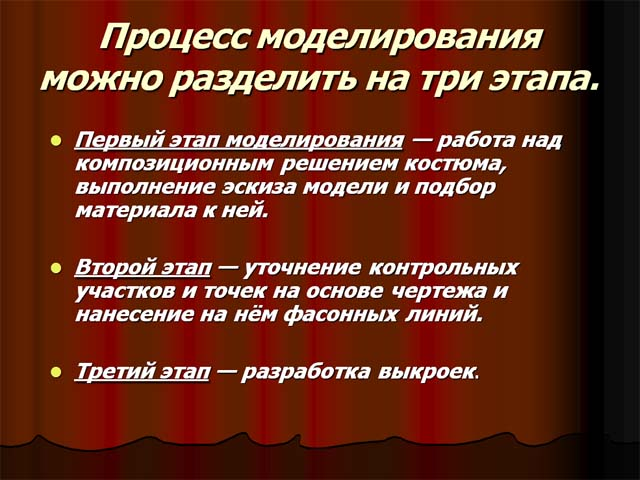 Процесс моделирования
можно разделить на три этапа.
Первый этап моделирования — работа над
композиционным решением костюма,
выполнение эскиза модели и подбор
материала к ней.
Второй этап — уточнение контрольных
участков и точек на основе чертежа и
нанесение на нём фасонных линий.
Третий этап — разработка выкроек.